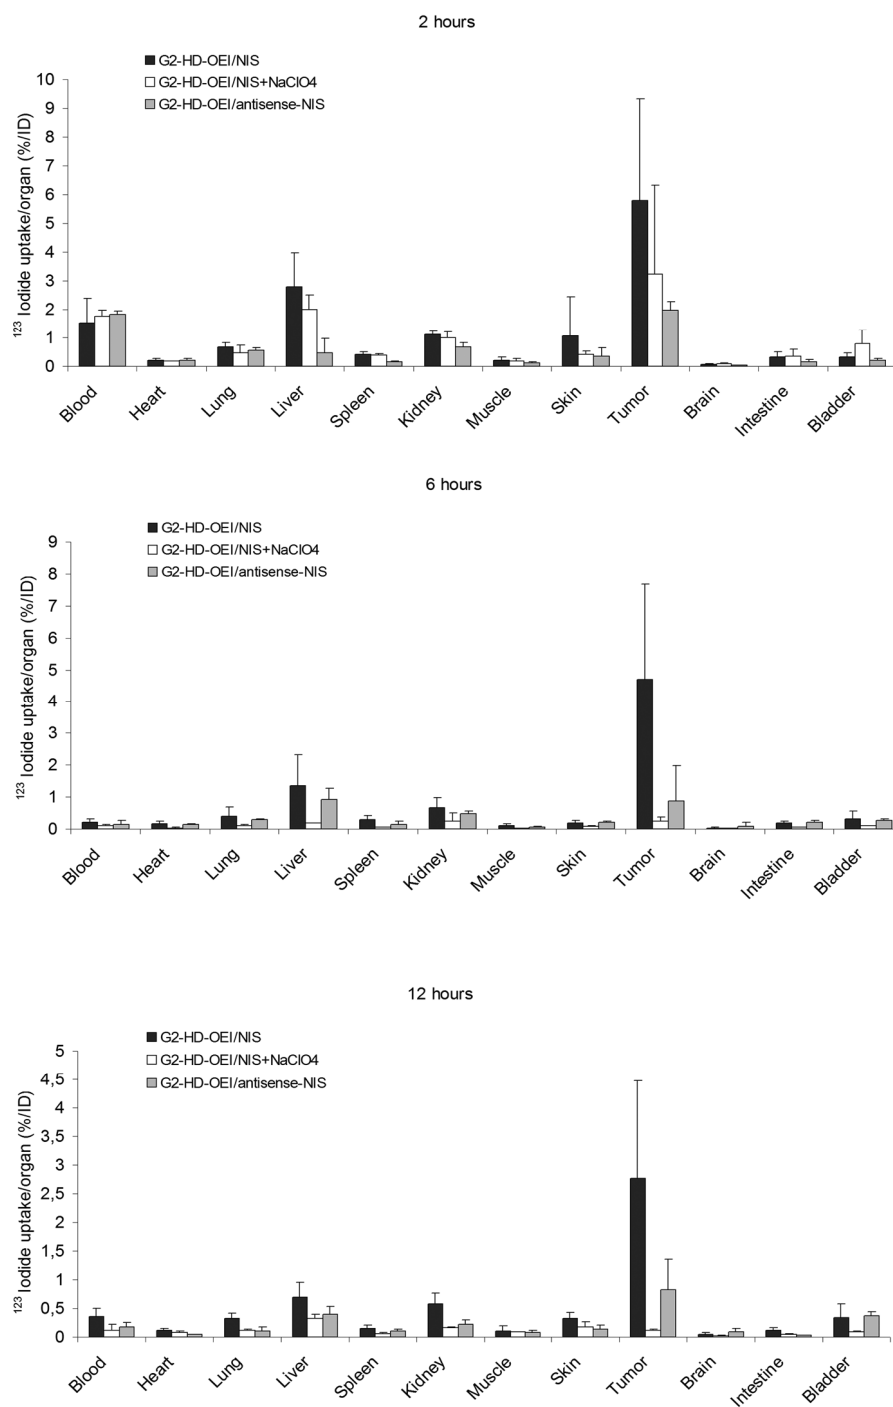 2 hours
G2-HD-OEI/NIS
G2-HD-OEI/NIS+NaClO4
G2-HD-OEI/antisense-NIS
123 Iodide uptake/organ (%/ID)
10
9
8
7
6
5
4
3
2
1
0
Blood Heart Lung Liver Spleen Kidney Muscle Skin Tumor Brain Intestine Bladder
6 hours
G2-HD-OEI/NIS
G2-HD-OEI/NIS+NaClO4
G2-HD-OEI/antisense-NIS
123 Iodide uptake/organ (%/ID)
9
8
7
6
5
4
3
2
1
0
Blood Heart Lung Liver Spleen Kidney Muscle Skin Tumor Brain Intestine Bladder
12 hours
G2-HD-OEI/NIS
G2-HD-OEI/NIS+NaClO4
G2-HD-OEI/antisense-NIS
123 Iodide uptake/organ (%/ID)
5
4,5
4
3,5
3
2,5
2
1,5
1
0,5
0
Blood Heart Lung Liver Spleen Kidney Muscle Skin Tumor Brain Intestine Bladder